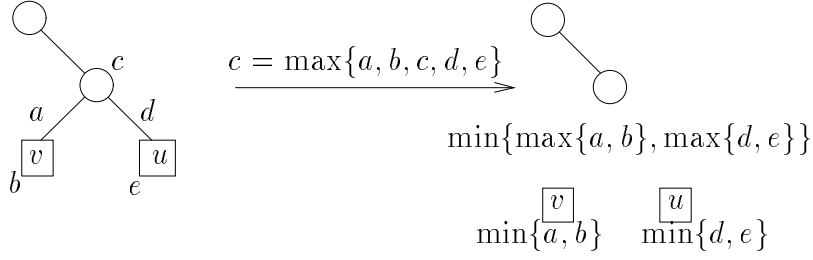 c
c = max{a, b, c, d, e}
a
d
v
u
b
e
min{max{a, b}, max{d, e}}
v
u
min{a, b}
min{d, e}